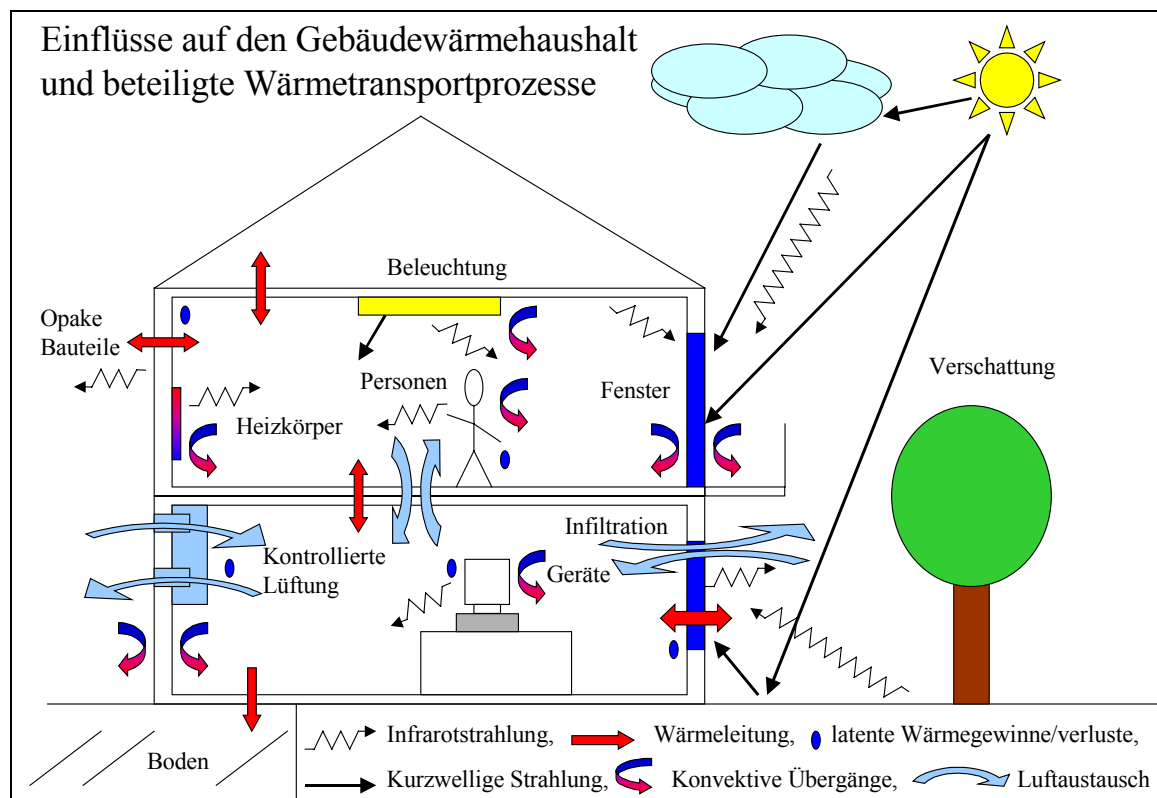 Einflüsse auf den Gebäudewärmehaushalt
und beteiligte Wärmetransportprozesse
Beleuchtung
Opake
Bauteile
Personen
Fenster
Verschattung
Heizkörper
Infiltration
Kontrollierte
Lüftung
Geräte
Boden
Infrarotstrahlung,
Wärmeleitung,
latente Wärmegewinne/verluste,
Kurzwellige Strahlung,
Konvektive Übergänge,
Luftaustausch